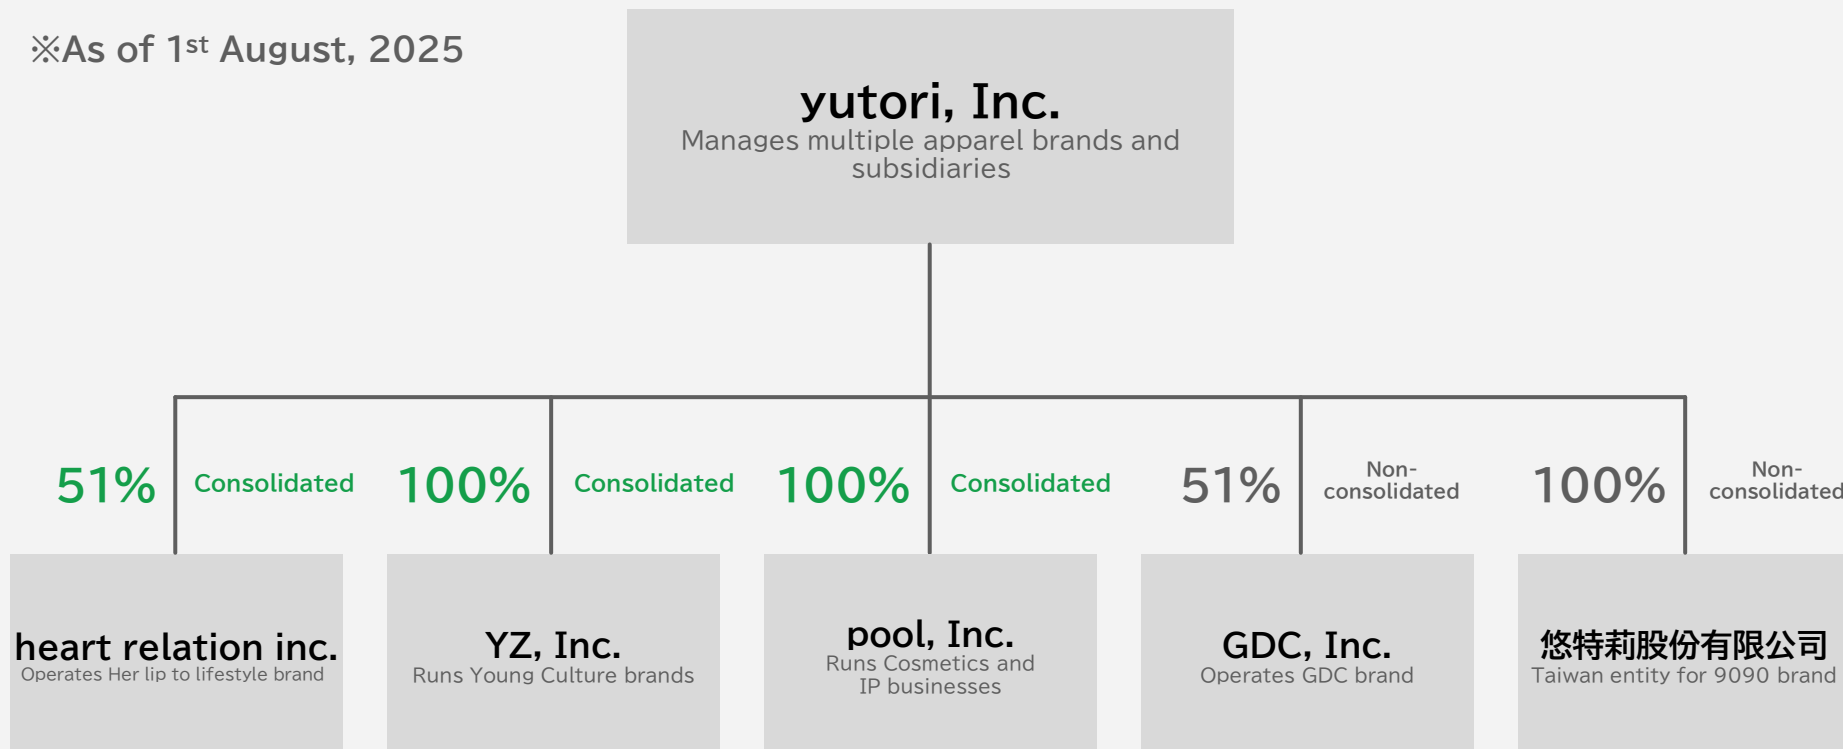 ※As of 1st August, 2025
yutori, Inc.
Manages multiple apparel brands and
subsidiaries
51%
Consolidated
100%
Consolidated
100%
Consolidated
51%
Non-
consolidated
100%
Non-
consolidated
heart relation inc.
Operates Her lip to lifestyle brand
YZ, Inc.
Runs Young Culture brands
pool, Inc.
Runs Cosmetics and
IP businesses
GDC, Inc.
Operates GDC brand
悠特莉股份有限公司
Taiwan entity for 9090 brand